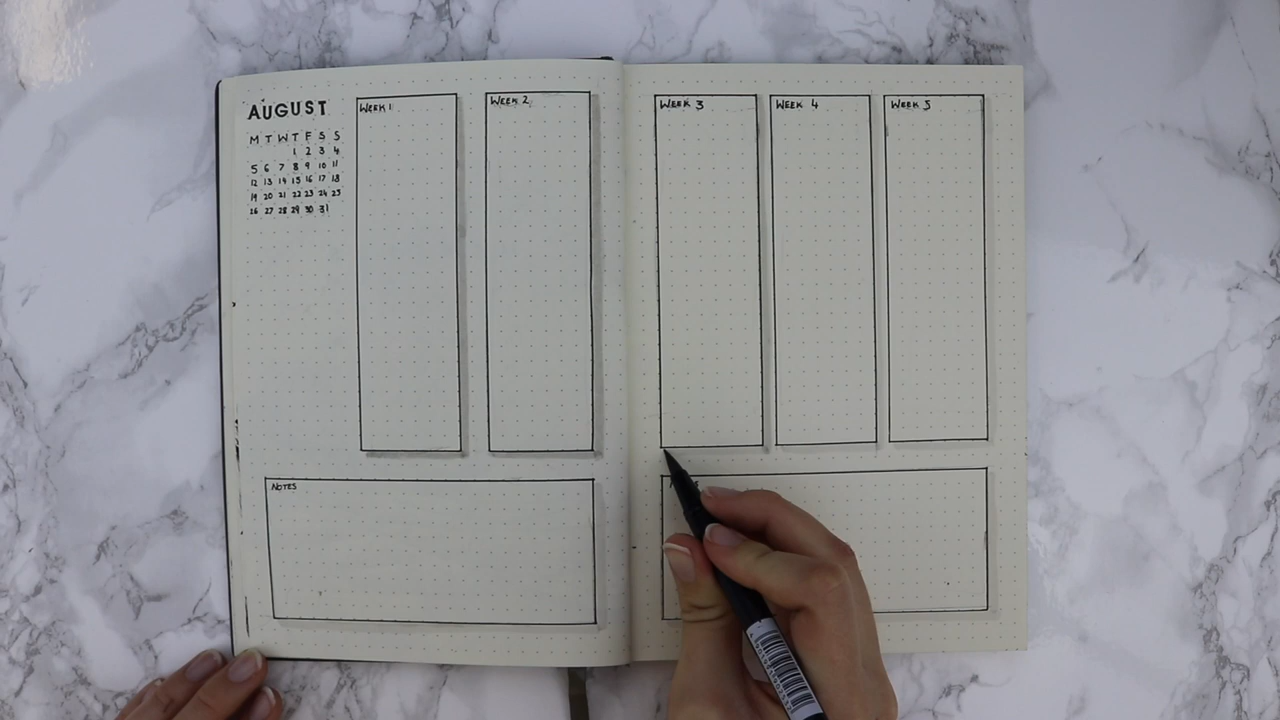 AUGUST
M T W T F S S
1 2 3 4
5 6 7 8 9 10 11
12 13 14 15 16 17 18
19 20 21 22 23 24 25
26 27 28 29 30 31
WEEK 1
WEEK 2
NOTES
WEEK 3
WEEK 4
WEEK 5